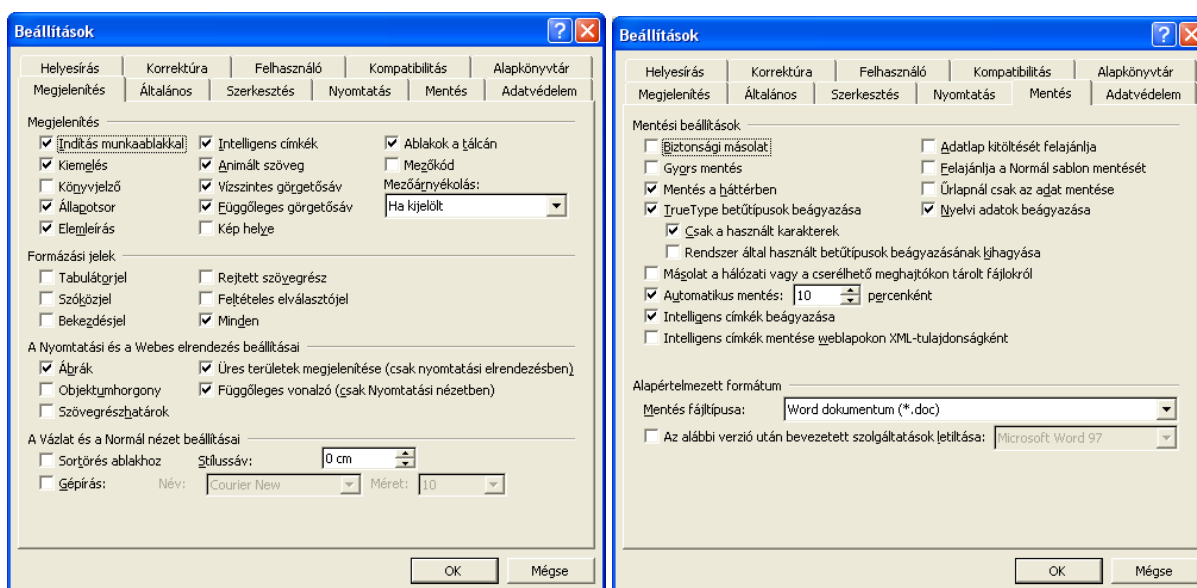 Beállítások
Helyesírás Korrektúra Felhasználó Kompatibilitás Alapkönyvtár
Megjelenítés Általános Szerkesztés Nyomtatás Mentés Adatvédelem
Megjelenítés
Indítás munkaablakkal Intelligens címkék Ablakok a tálcán
Kiemelés Animált szöveg Mezőkód
Könyvjelző Vízszintes görgetősáv Mezőárnyékolás:
Állapotsor Függőleges görgetősáv Ha kijelölt
Elemleírás Kép helye
Formázási jelek
Tabulátorjel Rejtett szövegrész
Szóközjel Feltételes elválasztójel
Bekezdésjel Minden
A Nyomtatási és a Webes elrendezés beállításai
Ábrák Üres területek megjelenítése (csak nyomtatási elrendezésben)
Objektumhorgony Függőleges vonalzó (csak Nyomtatási nézetben)
Szövegrészhatárok
A Vázlat és a Normál nézet beállításai
Sortörés ablakhoz Stílussáv: 0 cm
Gépírás: Név: Courier New Méret: 10
OK Mégse
Beállítások
Helyesírás Korrektúra Felhasználó Kompatibilitás Alapkönyvtár
Megjelenítés Általános Szerkesztés Nyomtatás Mentés Adatvédelem
Mentési beállítások
Biztonsági másolat Adatlap kitöltését felajánlja
Gyors mentés Felajánlja a Normál sablon mentését
Mentés a háttérben Űrlapnál csak az adat mentése
TrueType betűtípusok beágyazása Nyelvi adatok beágyazása
Csak a használt karakterek
Rendszer által használt betűtípusok beágyazásának kihagyása
Másolat a hálózati vagy a cserélhető meghajtókon tárolt fájlokról
Automatikus mentés: 10 percenként
Intelligens címkék beágyazása
Intelligens címkék mentése weblapokon XML-tulajdonságként
Alapértelmezett formátum
Mentés fájltípusa: Word dokumentum (*.doc)
Az alábbi verzió után bevezetett szolgáltatások letiltása: Microsoft Word 97
OK Mégse